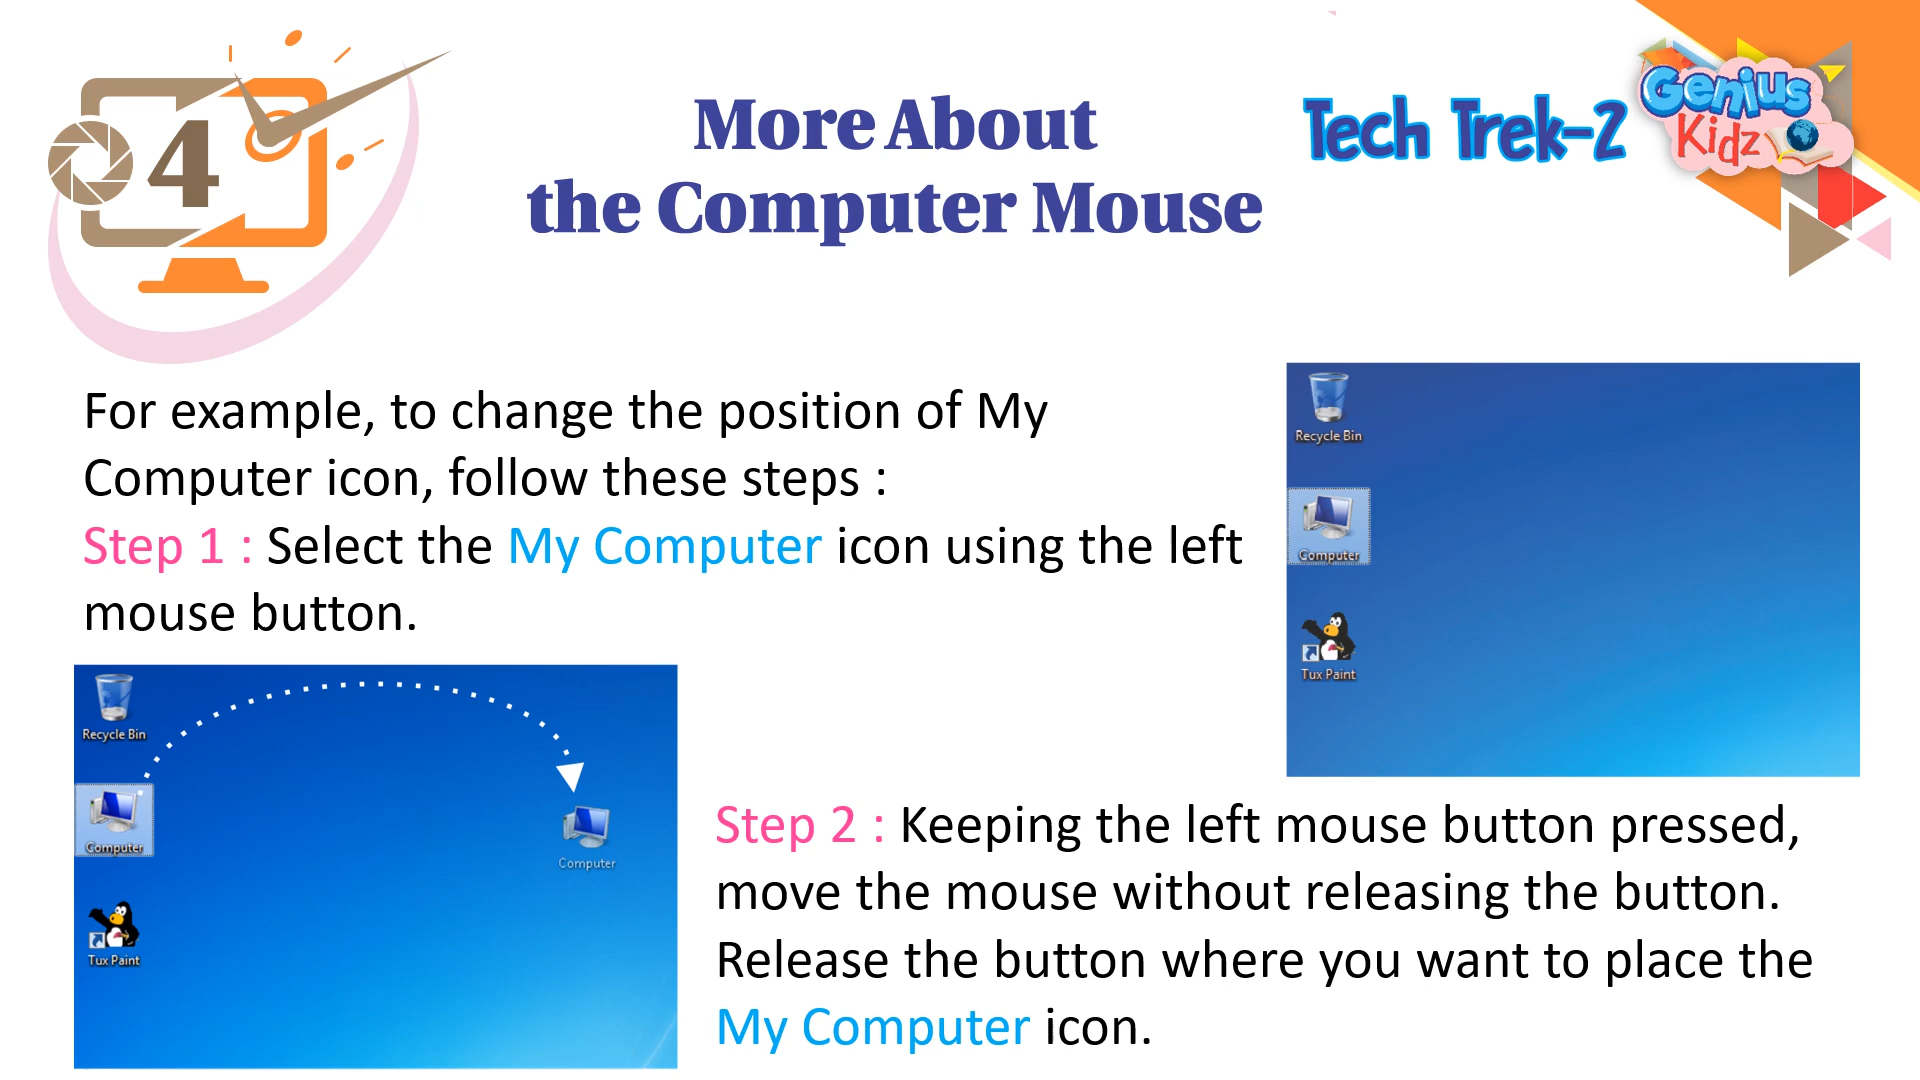 4
More About
the Computer Mouse
Tech Trek-2
Genius
Kidz
For example, to change the position of My
Computer icon, follow these steps :
Step 1 : Select the My Computer icon using the left
mouse button.
Recycle Bin
Computer
Tux Paint
Recycle Bin
Computer
Computer
Tux Paint
Step 2 : Keeping the left mouse button pressed,
move the mouse without releasing the button.
Release the button where you want to place the
My Computer icon.